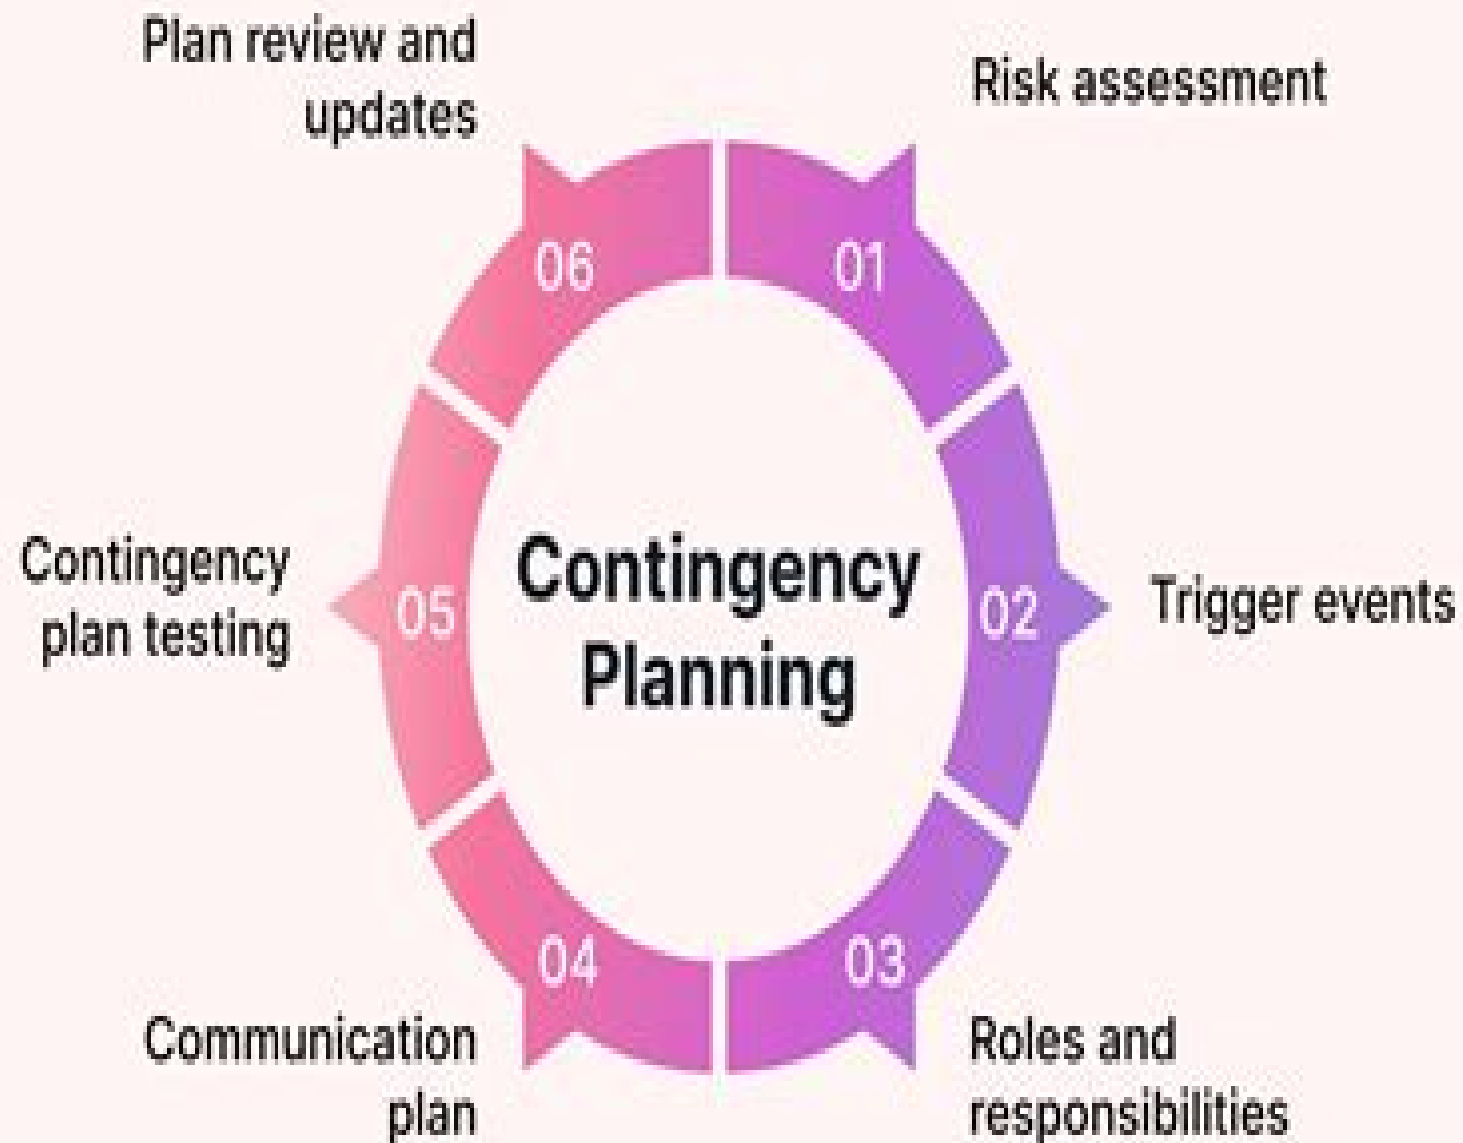 Plan review and
updates
Risk assessment
06
01
Contingency
plan testing
05
Contingency
Planning
02
Trigger events
04
03
Communication
plan
Roles and
responsibilities